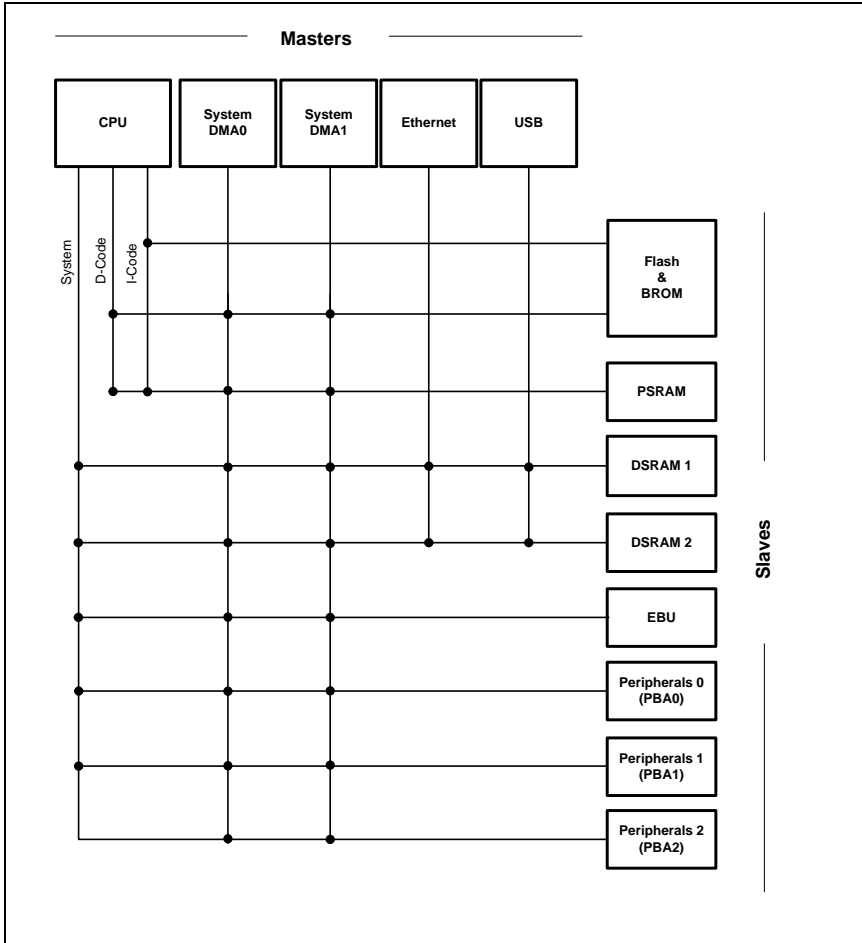 Masters
CPU
System
DMA0
System
DMA1
Ethernet
USB
System
D-Code
I-Code
Flash
&
BROM
PSRAM
DSRAM 1
DSRAM 2
Slaves
EBU
Peripherals 0
(PBA0)
Peripherals 1
(PBA1)
Peripherals 2
(PBA2)